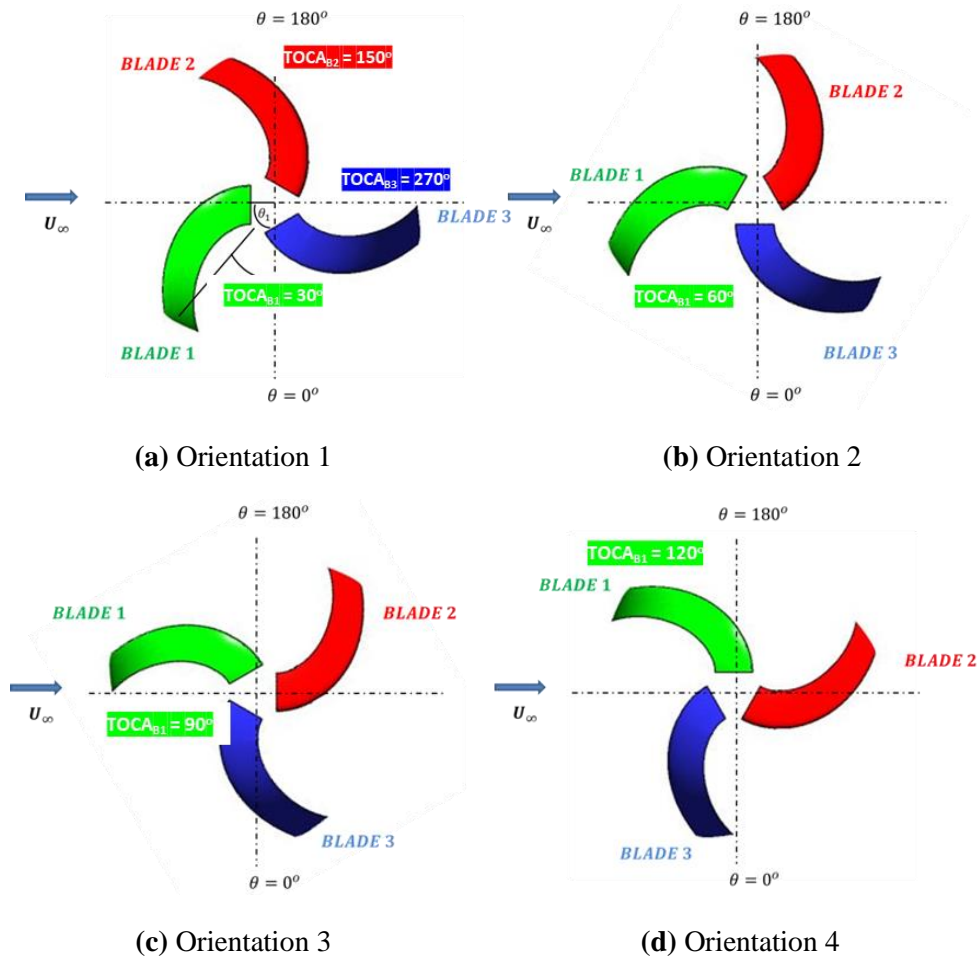 θ = 180°
BLADE 2
TOCA_B2 = 150°
TOCA_B3 = 270°
U∞
θ₁
BLADE 3
TOCA_B1 = 30°
BLADE 1
θ = 0°
(a) Orientation 1
θ = 180°
BLADE 2
BLADE 1
U∞
TOCA_B1 = 60°
BLADE 3
θ = 0°
(b) Orientation 2
θ = 180°
BLADE 1
BLADE 2
U∞
TOCA_B1 = 90°
BLADE 3
θ = 0°
(c) Orientation 3
θ = 180°
TOCA_B1 = 120°
BLADE 1
BLADE 2
U∞
BLADE 3
θ = 0°
(d) Orientation 4